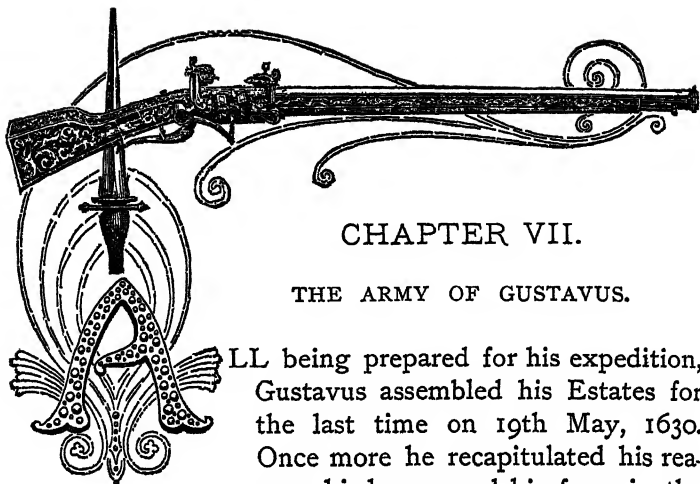 CHAPTER VII.
THE ARMY OF GUSTAVUS.
ALL being prepared for his expedition,
Gustavus assembled his Estates for
the last time on 19th May, 1630.
Once more he recapitulated his rea-